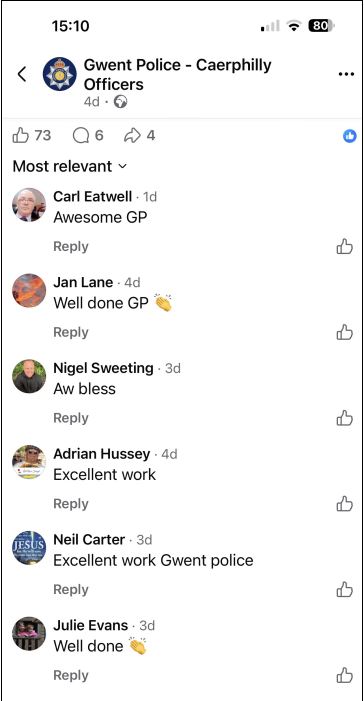 15:10
80
Gwent Police - Caerphilly
Officers
4d ·
73 6 4
Most relevant
Carl Eatwell · 1d
Awesome GP
Reply
Jan Lane · 4d
Well done GP 👏
Reply
Nigel Sweeting · 3d
Aw bless
Reply
Adrian Hussey · 4d
Excellent work
Reply
JESUS
Neil Carter · 3d
Excellent work Gwent police
Reply
Julie Evans · 3d
Well done 👏
Reply